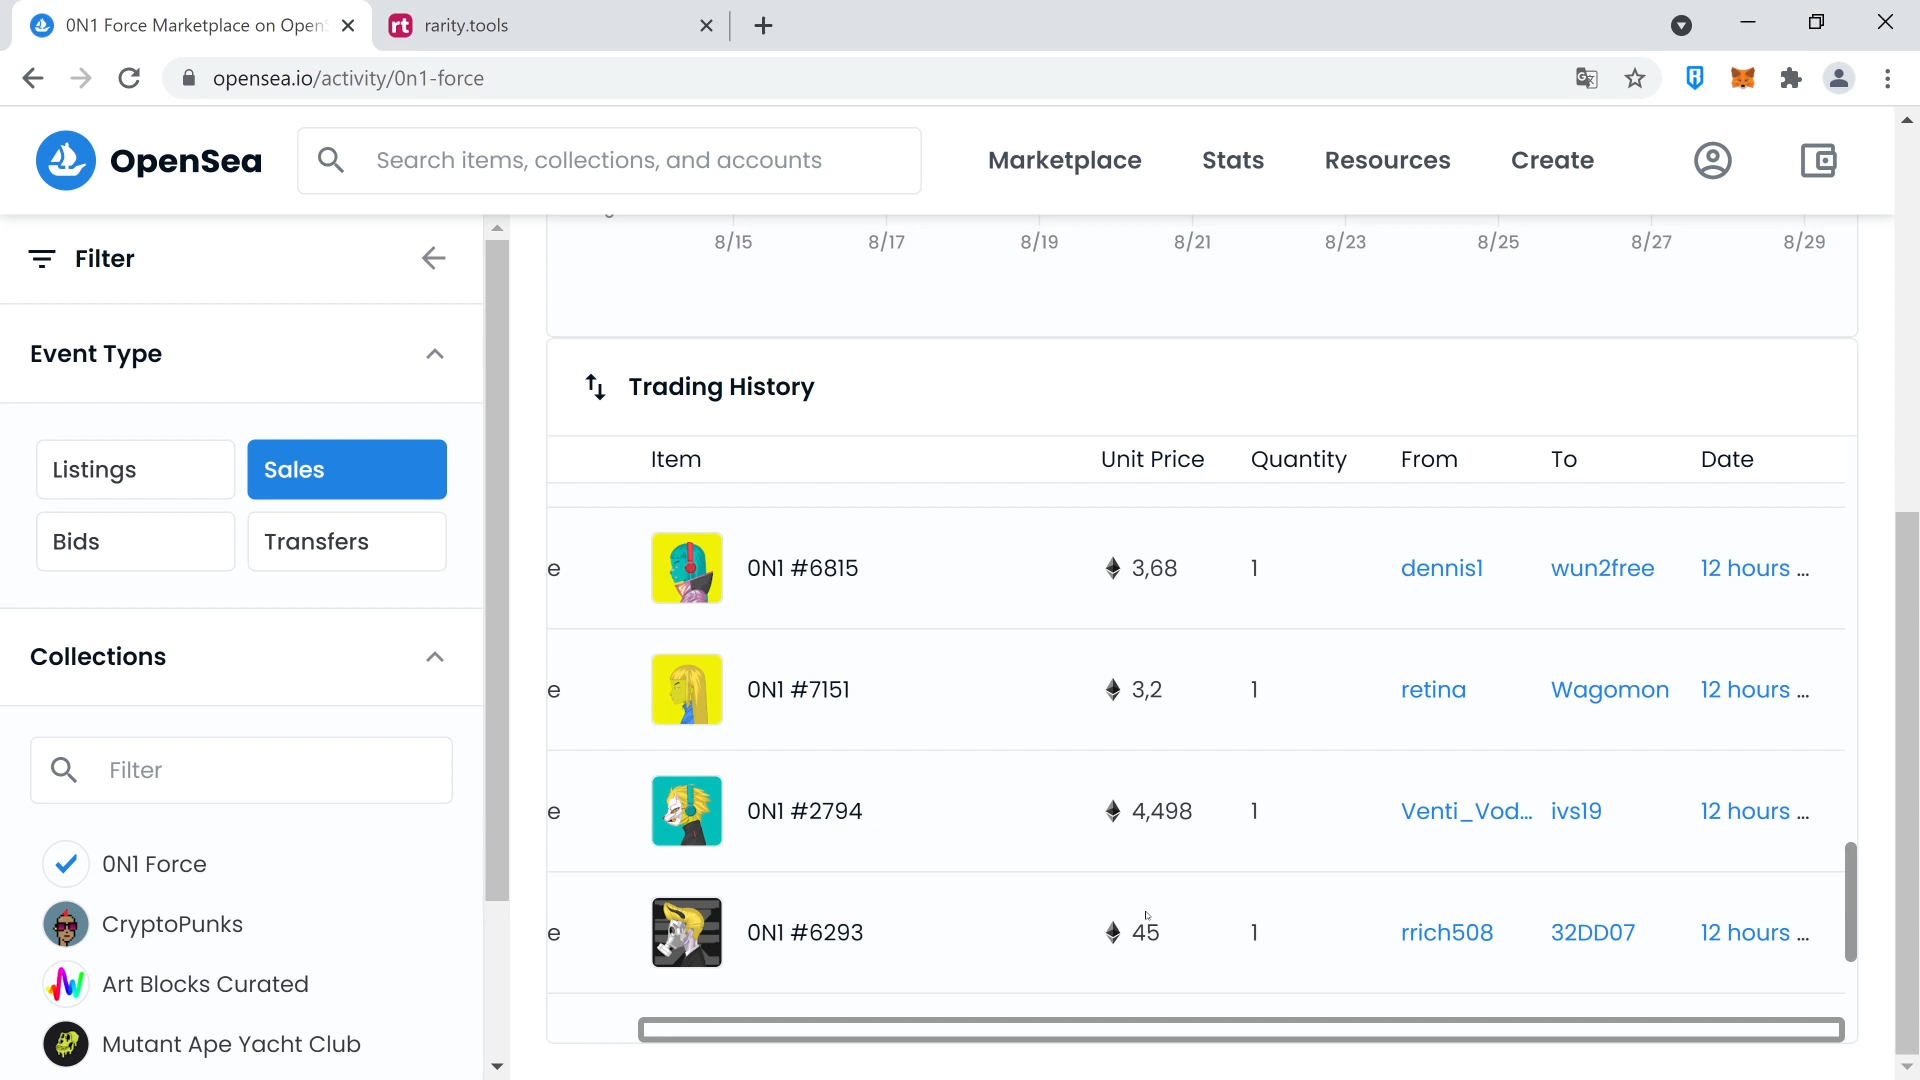 0N1 Force Marketplace on Open
rarity.tools
opensea.io/activity/0n1-force
OpenSea
Search items, collections, and accounts
Marketplace
Stats
Resources
Create
Filter
8/15 8/17 8/19 8/21 8/23 8/25 8/27 8/29
Event Type
Listings
Sales
Bids
Transfers
Collections
Filter
0N1 Force
CryptoPunks
Art Blocks Curated
Mutant Ape Yacht Club
Trading History
Item Unit Price Quantity From To Date
e 0N1 #6815 3,68 1 dennis1 wun2free 12 hours ...
e 0N1 #7151 3,2 1 retina Wagomon 12 hours ...
e 0N1 #2794 4,498 1 Venti_Vod... ivs19 12 hours ...
e 0N1 #6293 45 1 rrich508 32DD07 12 hours ...